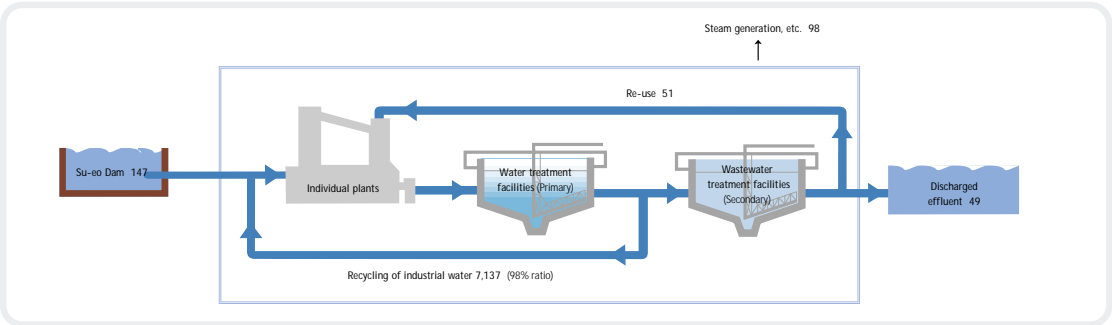 Steam generation, etc. 98
Re-use 51
Su-eo Dam 147
Individual plants
Water treatment
facilities (Primary)
Wastewater
treatment facilities
(Secondary)
Discharged
effluent 49
Recycling of industrial water 7,137 (98% ratio)